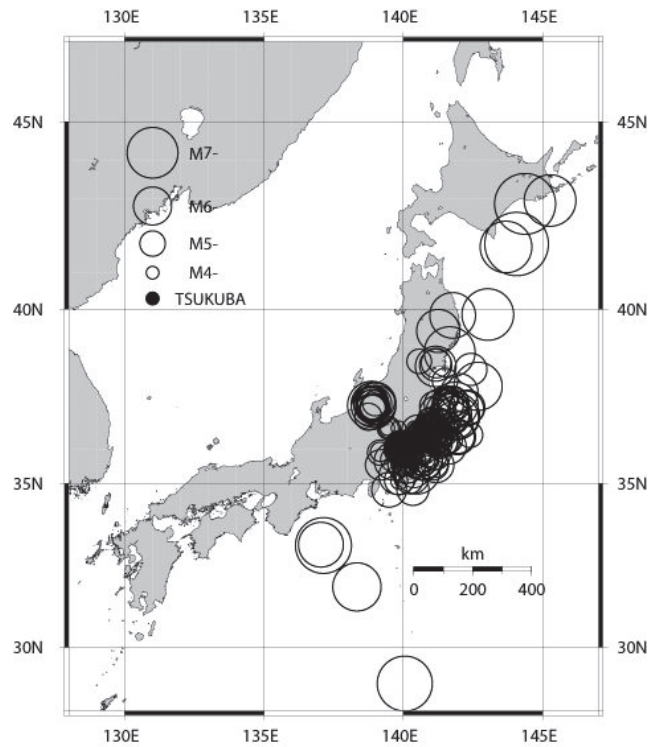 130E 135E 140E 145E
45N 45N
M7-
M6-
M5-
M4-
TSUKUBA
40N 40N
35N 35N
km
0 200 400
30N 30N
130E 135E 140E 145E